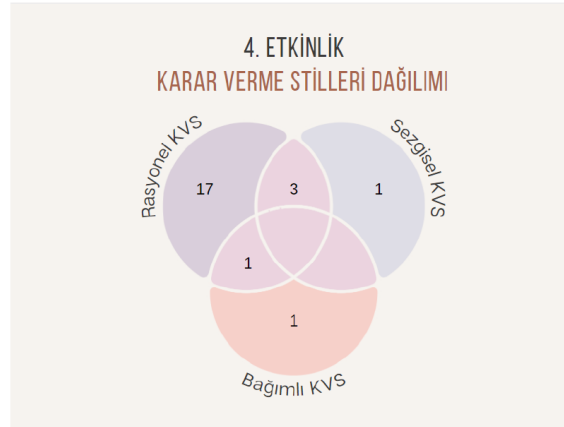 4. ETKİNLİK
KARAR VERME STİLLERİ DAĞILIMI
Rasyonel KVS
Sezgisel KVS
17
3
1
1
1
Bağımlı KVS